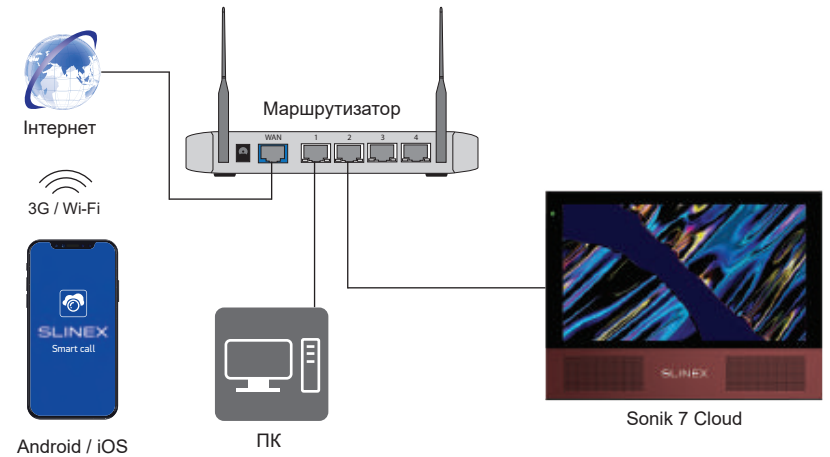 Маршрутизатор
Інтернет
WAN 1 2 3 4
3G / Wi-Fi
SLINEX
Smart call
SLINEX
Sonik 7 Cloud
Android / iOS
ПК